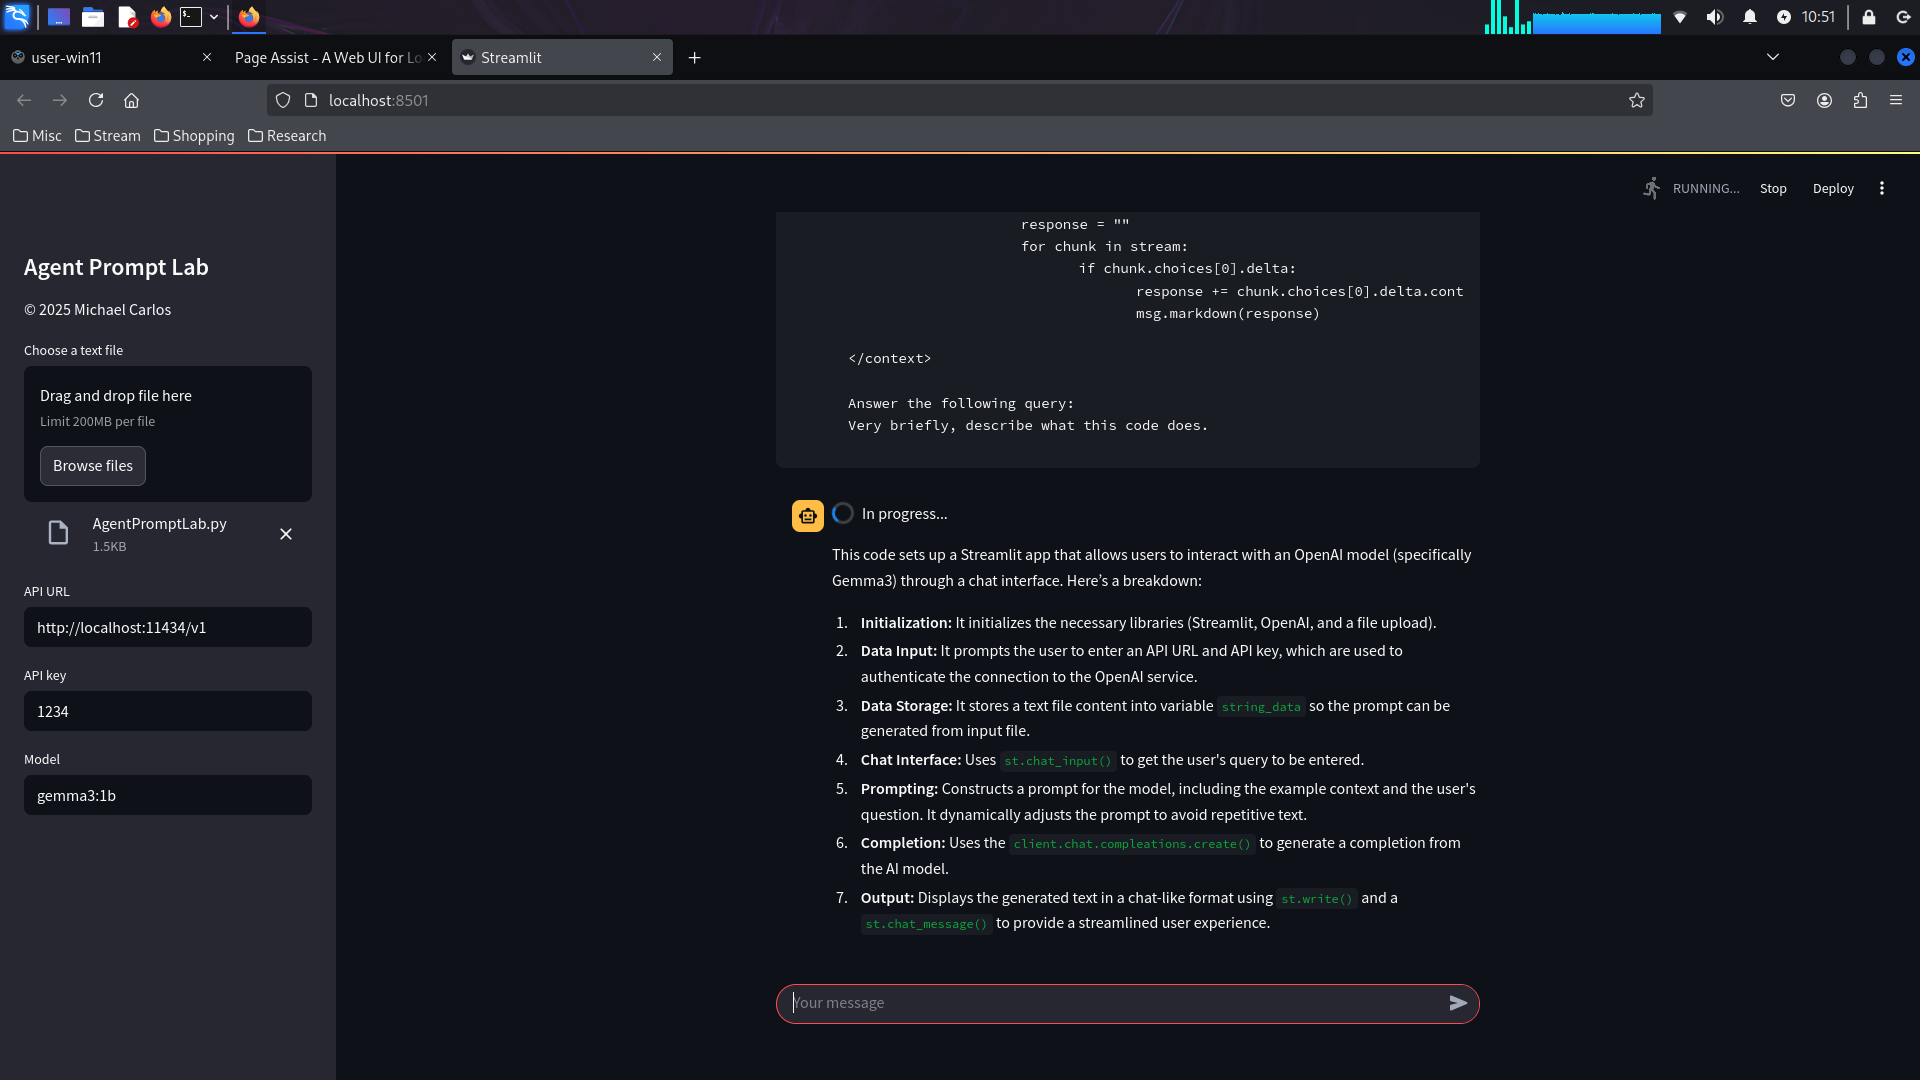 10:51
user-win11
Page Assist - A Web UI for Lo
Streamlit
localhost:8501
Misc
Stream
Shopping
Research
RUNNING...
Stop
Deploy
Agent Prompt Lab
© 2025 Michael Carlos
Choose a text file
Drag and drop file here
Limit 200MB per file
Browse files
AgentPromptLab.py
1.5KB
API URL
http://localhost:11434/v1
API key
1234
Model
gemma3:1b
response = ""
for chunk in stream:
if chunk.choices[0].delta:
response += chunk.choices[0].delta.cont
msg.markdown(response)
</context>
Answer the following query:
Very briefly, describe what this code does.
In progress...
This code sets up a Streamlit app that allows users to interact with an OpenAI model (specifically
Gemma3) through a chat interface. Here’s a breakdown:
1. Initialization: It initializes the necessary libraries (Streamlit, OpenAI, and a file upload).
2. Data Input: It prompts the user to enter an API URL and API key, which are used to
authenticate the connection to the OpenAI service.
3. Data Storage: It stores a text file content into variable string_data so the prompt can be
generated from input file.
4. Chat Interface: Uses st.chat_input() to get the user's query to be entered.
5. Prompting: Constructs a prompt for the model, including the example context and the user's
question. It dynamically adjusts the prompt to avoid repetitive text.
6. Completion: Uses the client.chat.compleations.create() to generate a completion from
the AI model.
7. Output: Displays the generated text in a chat-like format using st.write() and a
st.chat_message() to provide a streamlined user experience.
Your message